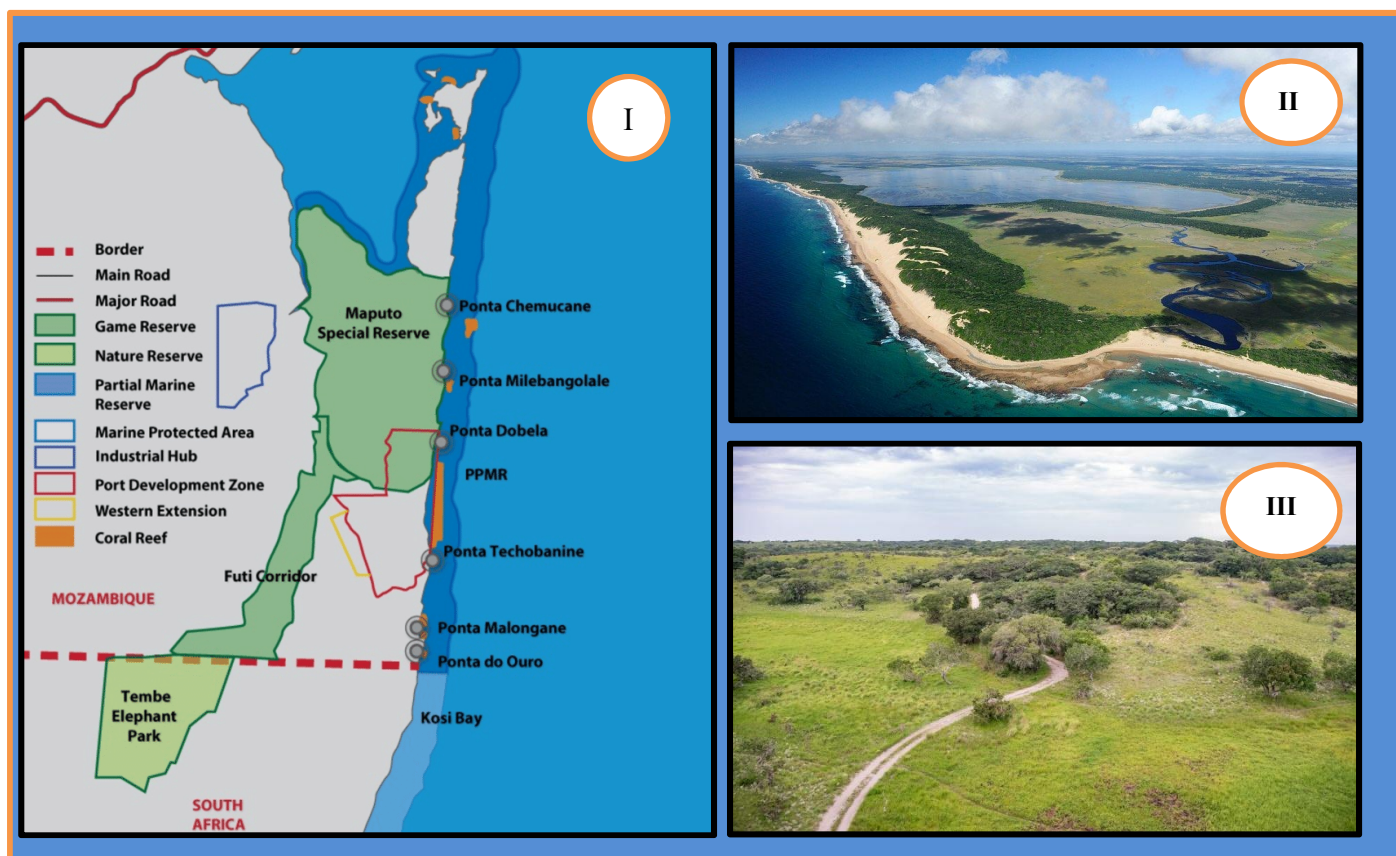 I
Border
Main Road
Major Road
Game Reserve
Nature Reserve
Partial Marine
Reserve
Marine Protected Area
Industrial Hub
Port Development Zone
Western Extension
Coral Reef
Maputo
Special Reserve
Ponta Chemucane
Ponta Milebangolale
Ponta Dobela
PPMR
Ponta Techobanine
Futi Corridor
MOZAMBIQUE
Ponta Malongane
Ponta do Ouro
Tembe
Elephant
Park
Kosi Bay
SOUTH
AFRICA
II
III